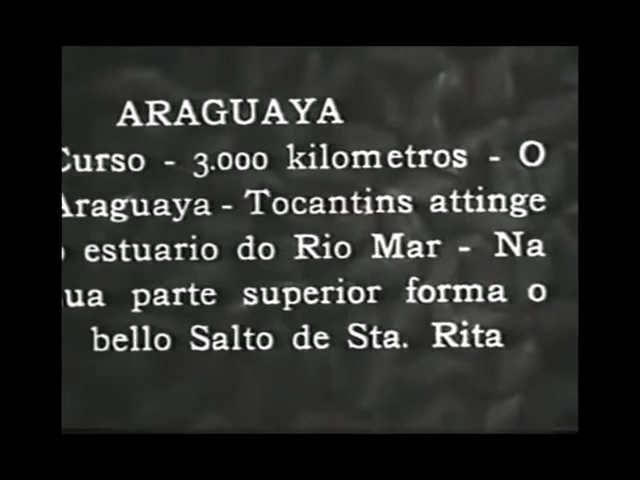 ARAGUAYA
Curso - 3.000 kilometros - O
Araguaya - Tocantins attinge
o estuario do Rio Mar - Na
sua parte superior forma o
bello Salto de Sta. Rita